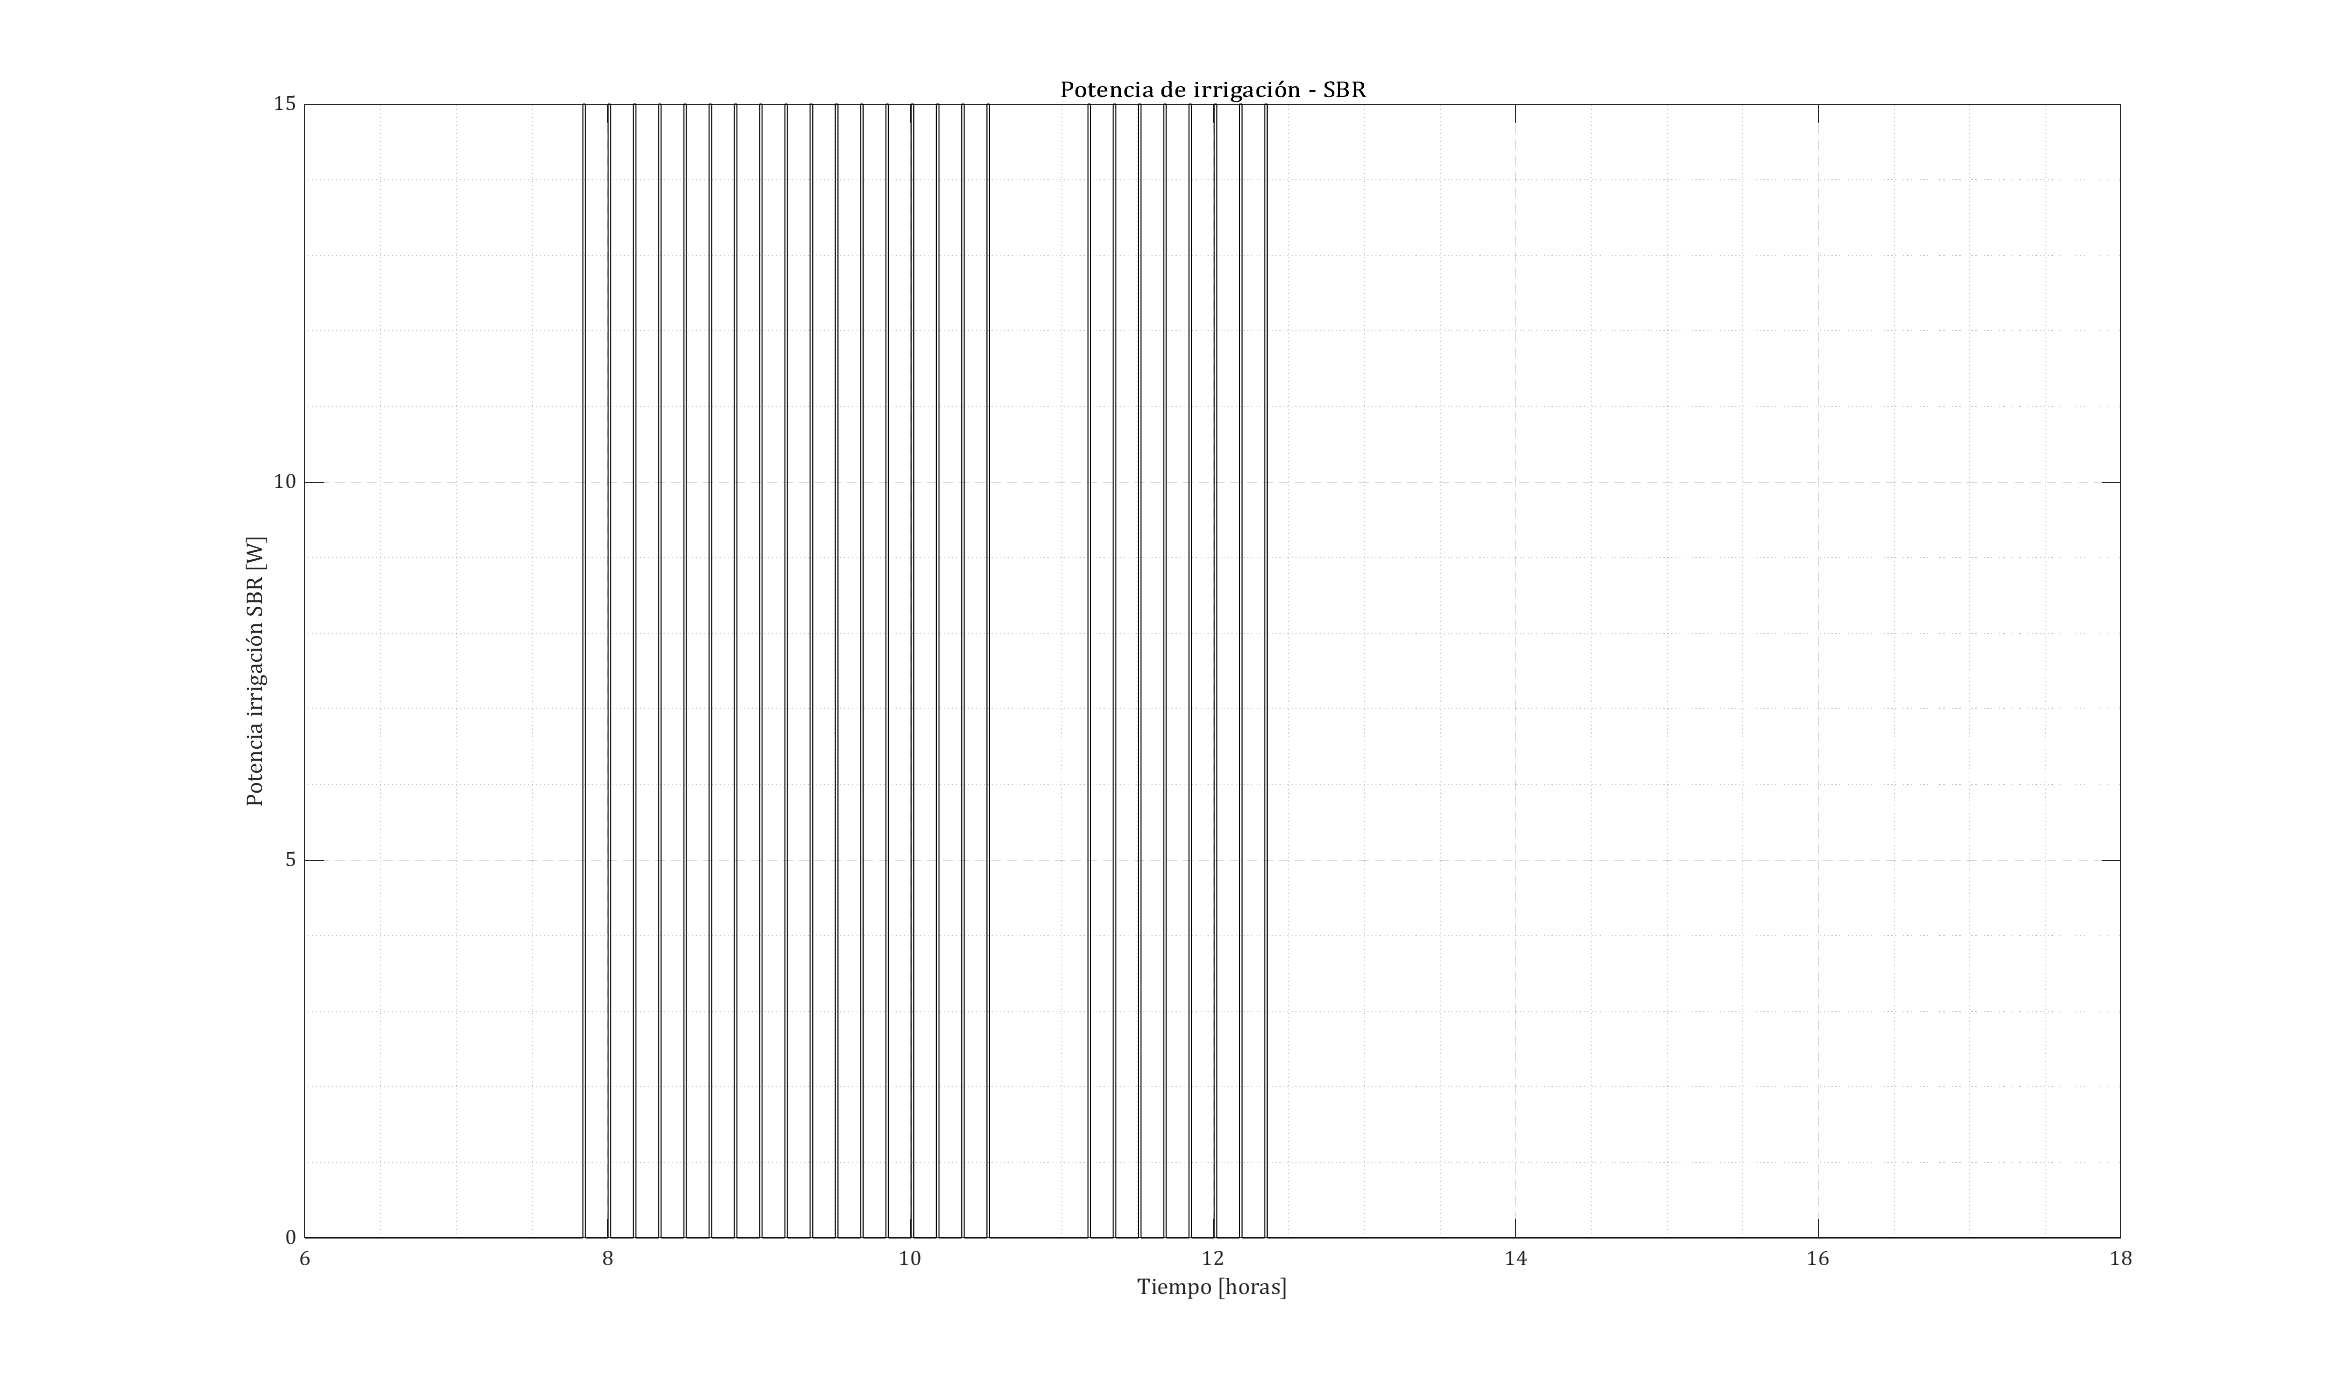 Potencia de irrigación - SBR
15
10
5
0
Potencia irrigación SBR [W]
6 8 10 12 14 16 18
Tiempo [horas]